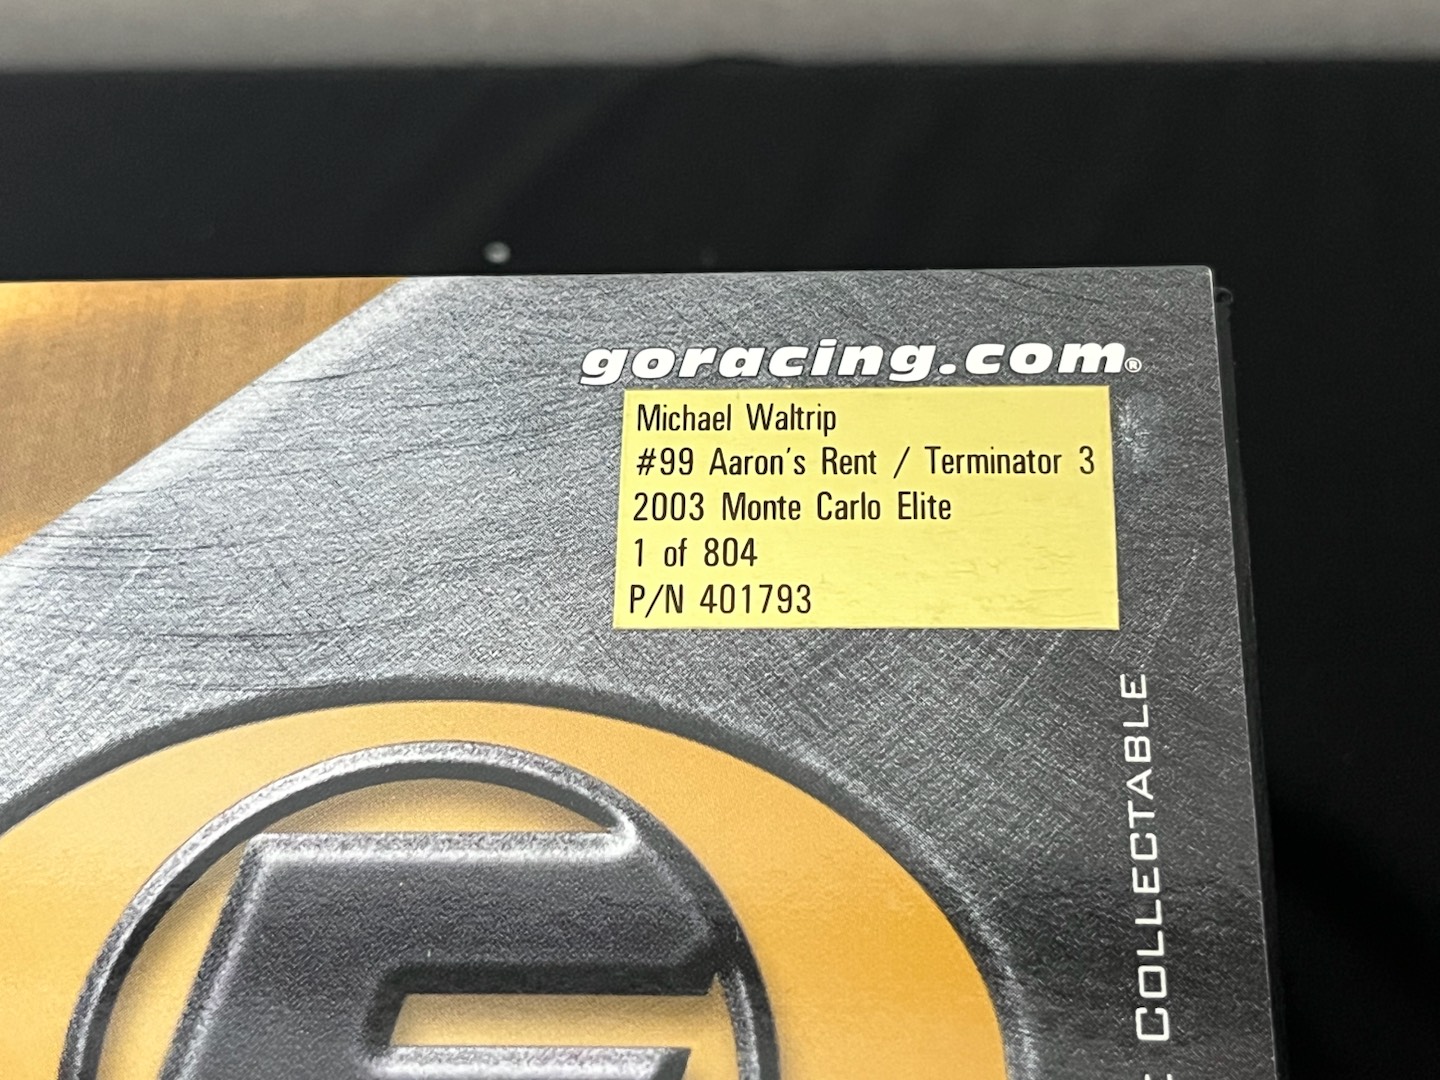 goracing.com®
Michael Waltrip
#99 Aaron's Rent / Terminator 3
2003 Monte Carlo Elite
1 of 804
P/N 401793
COLLECTABLE